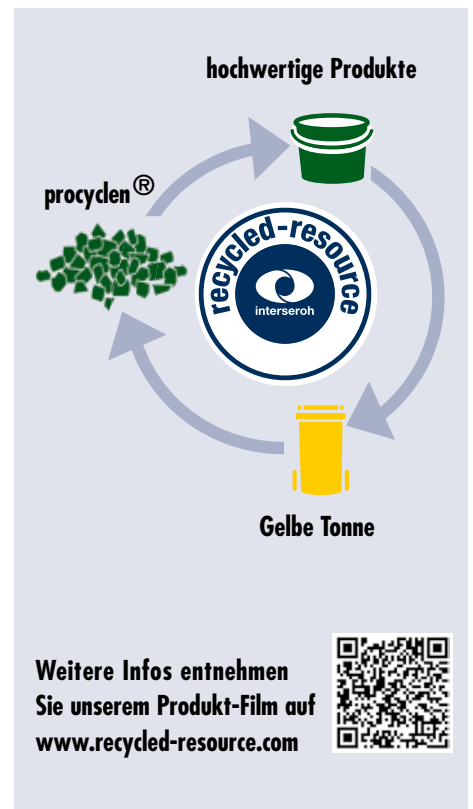 hochwertige Produkte
procyclen®
recycled-resource
interseroh
Gelbe Tonne
Weitere Infos entnehmen
Sie unserem Produkt-Film auf
www.recycled-resource.com